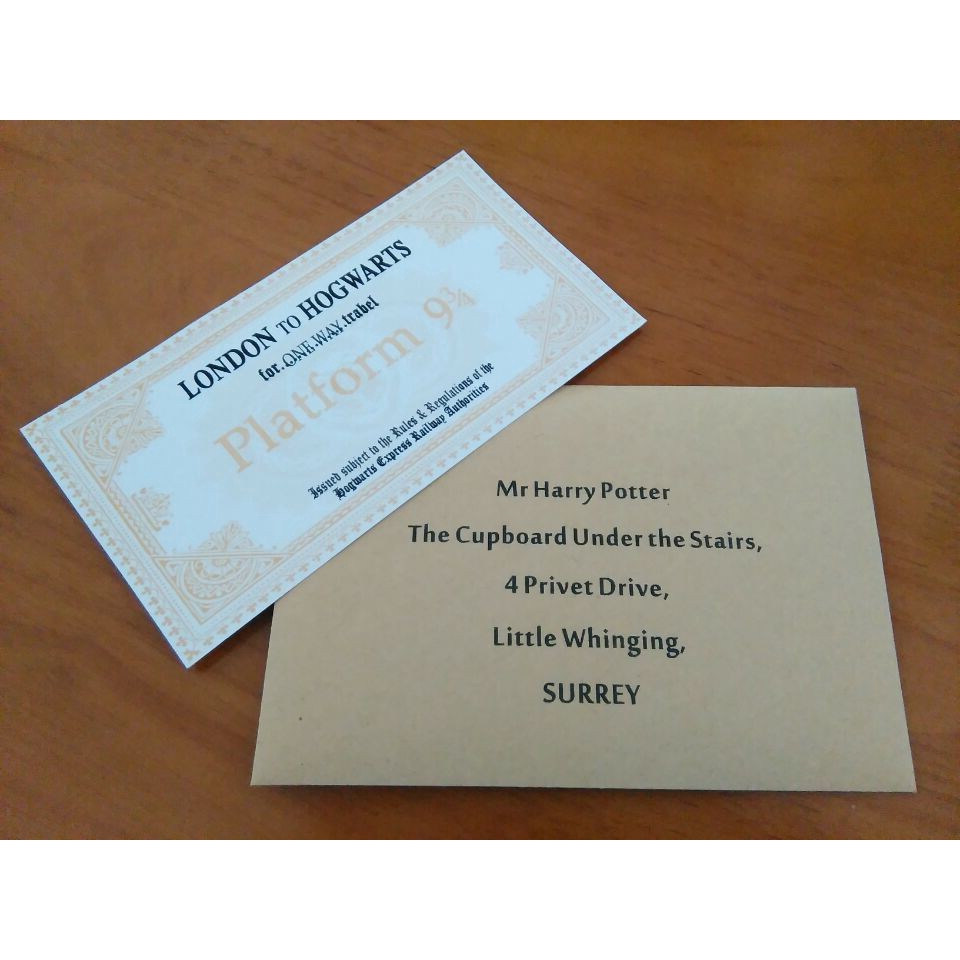 LONDON TO HOGWARTS
for ONE WAY travel
Platform 9¾
Issued subject to the Rules & Regulations of the
Hogwarts Express Railway Authorities
Mr Harry Potter
The Cupboard Under the Stairs,
4 Privet Drive,
Little Whinging,
SURREY